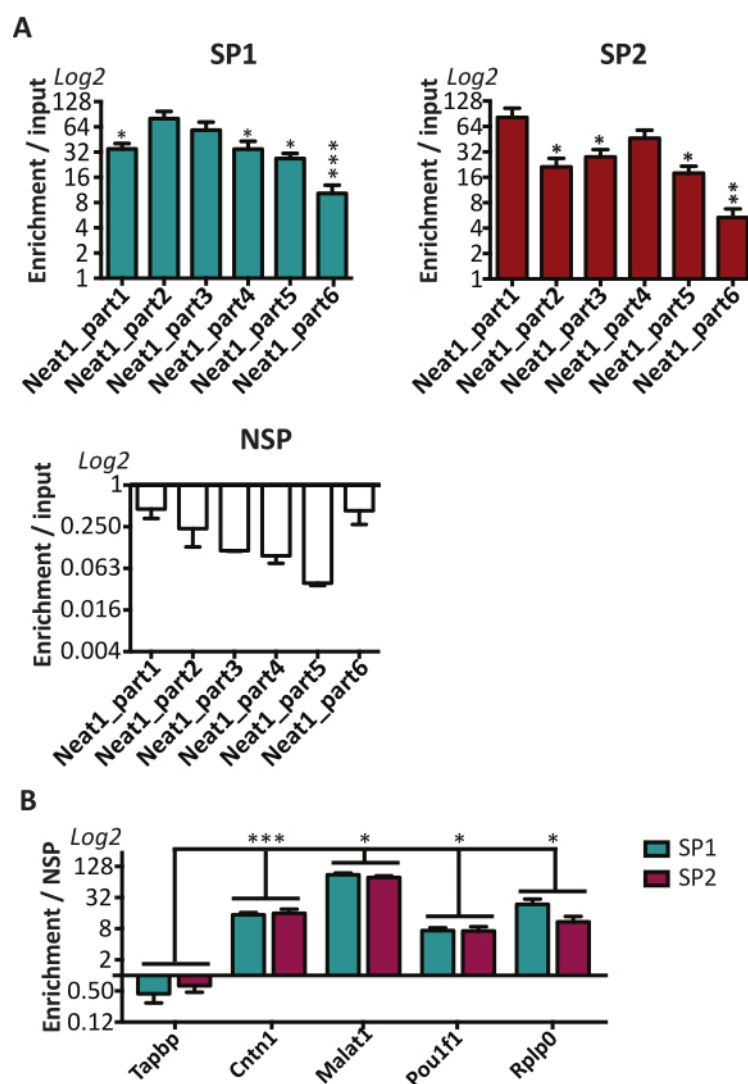 A
SP1
Log2
Enrichment / input
128
64
32
16
8
4
2
1
* * * ***
Neat1_part1
Neat1_part2
Neat1_part3
Neat1_part4
Neat1_part5
Neat1_part6
SP2
Log2
Enrichment / input
128
64
32
16
8
4
2
1
* * * **
Neat1_part1
Neat1_part2
Neat1_part3
Neat1_part4
Neat1_part5
Neat1_part6
NSP
Log2
Enrichment / input
1
0.250
0.063
0.016
0.004
Neat1_part1
Neat1_part2
Neat1_part3
Neat1_part4
Neat1_part5
Neat1_part6
B
Log2
Enrichment / NSP
128
32
8
2
0.50
0.12
*** * * *
SP1
SP2
Tapbp
Cntn1
Malat1
Pou1f1
Rplp0